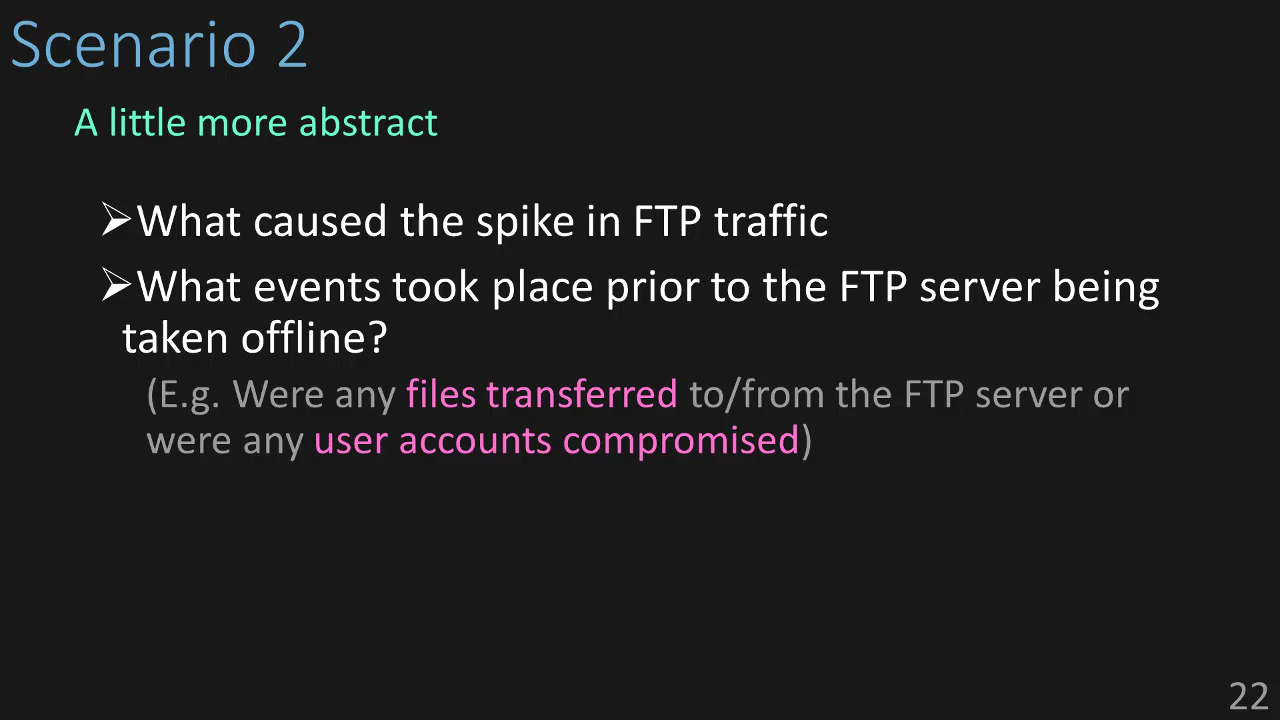 Scenario 2
A little more abstract
➢What caused the spike in FTP traffic
➢What events took place prior to the FTP server being
taken offline?
(E.g. Were any files transferred to/from the FTP server or
were any user accounts compromised)
22